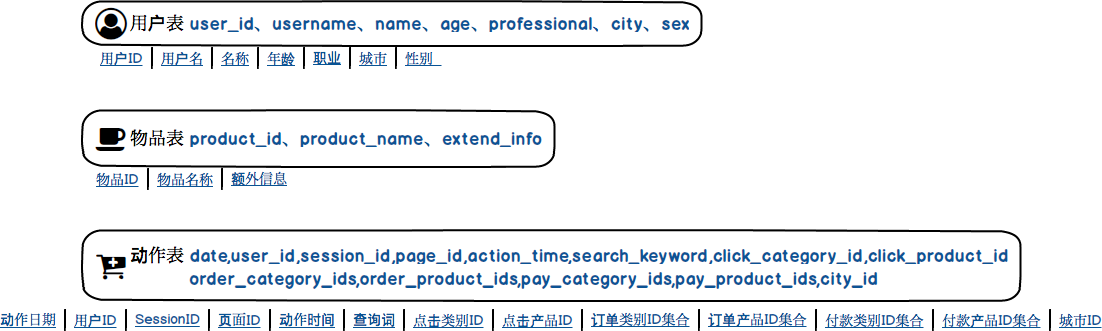 用户表 user_id、username、name、age、professional、city、sex
用户ID 用户名 名称 年龄 职业 城市 性别
物品表 product_id、product_name、extend_info
物品ID 物品名称 额外信息
动作表 date,user_id,session_id,page_id,action_time,search_keyword,click_category_id,click_product_id
order_category_ids,order_product_ids,pay_category_ids,pay_product_ids,city_id
动作日期 用户ID SessionID 页面ID 动作时间 查询词 点击类别ID 点击产品ID 订单类别ID集合 订单产品ID集合 付款类别ID集合 付款产品ID集合 城市ID